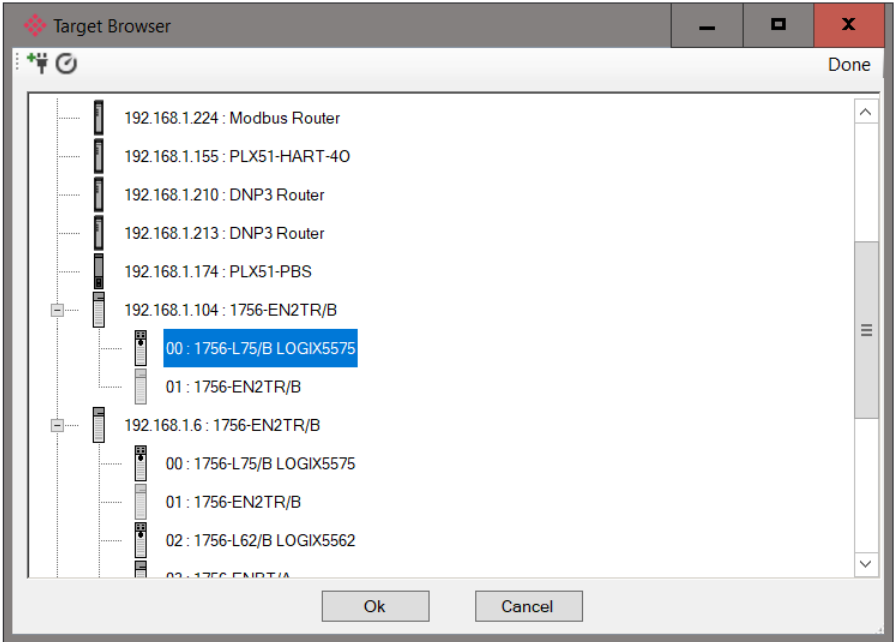 Target Browser
Done
192.168.1.224 : Modbus Router
192.168.1.155 : PLX51-HART-4O
192.168.1.210 : DNP3 Router
192.168.1.213 : DNP3 Router
192.168.1.174 : PLX51-PBS
192.168.1.104 : 1756-EN2TR/B
00 : 1756-L75/B LOGIX5575
01 : 1756-EN2TR/B
192.168.1.6 : 1756-EN2TR/B
00 : 1756-L75/B LOGIX5575
01 : 1756-EN2TR/B
02 : 1756-L62/B LOGIX5562
03 : 1756-ENBT/A
Ok Cancel